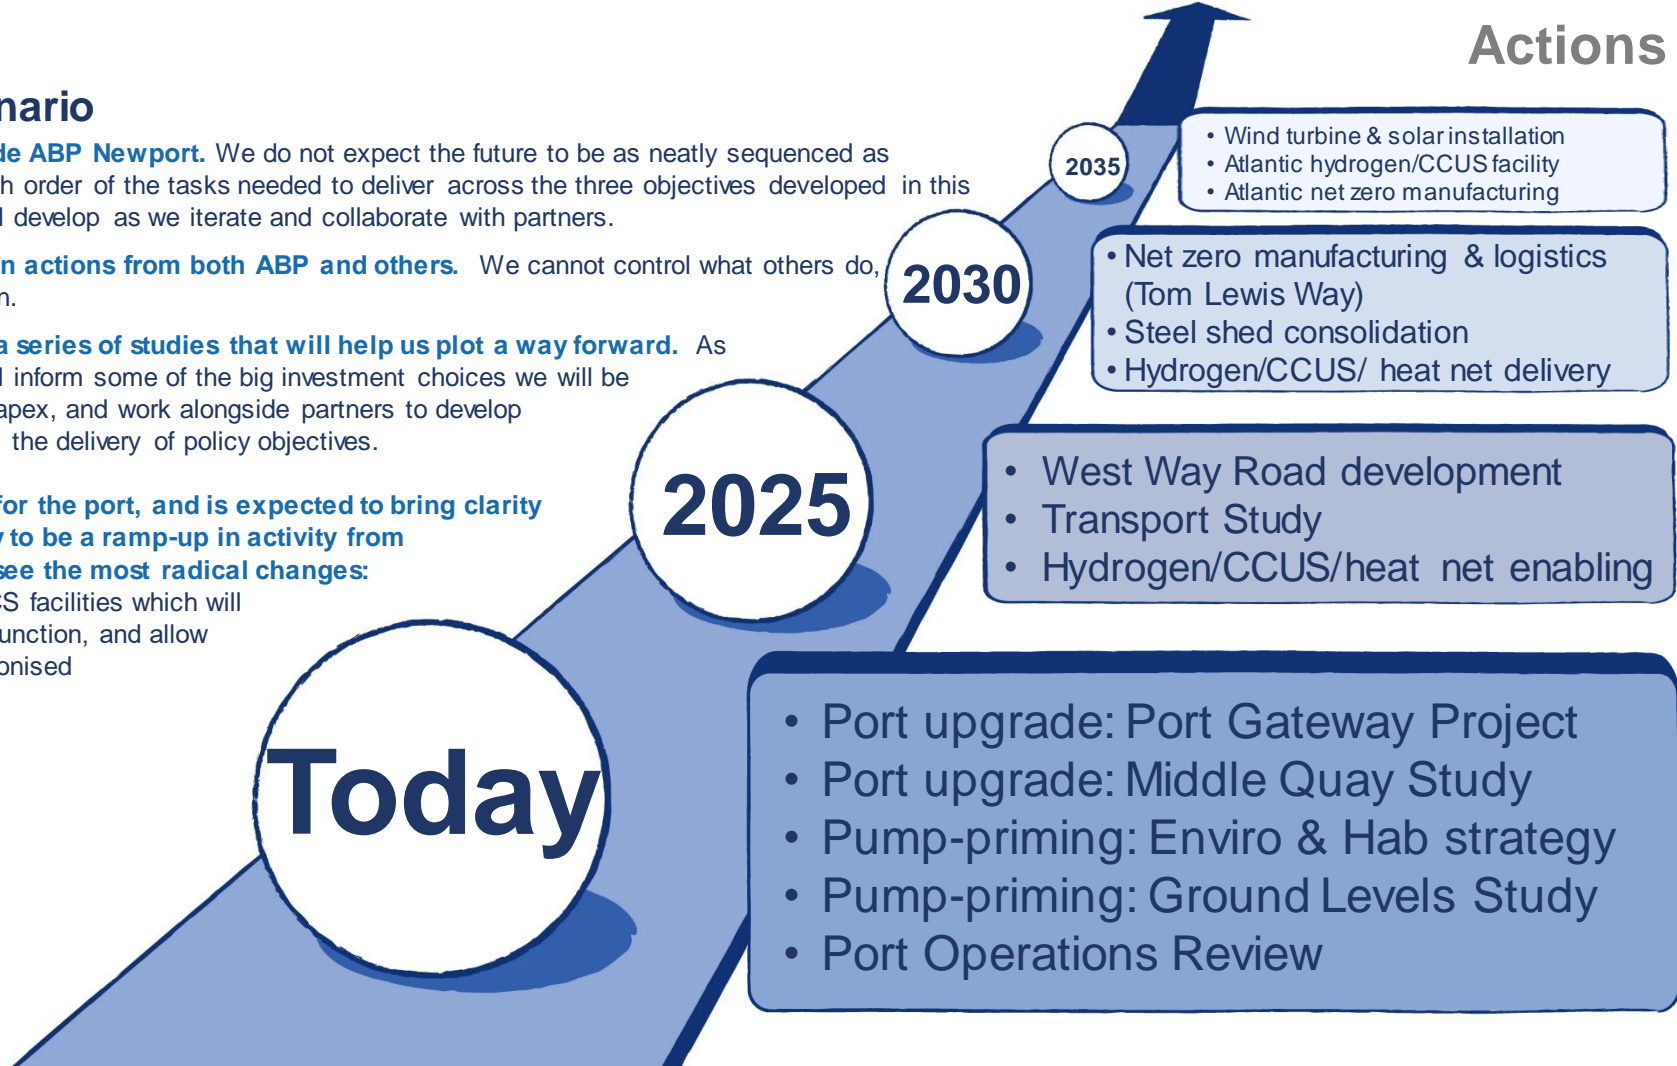 Actions
nario
de ABP Newport. We do not expect the future to be as neatly sequenced as
h order of the tasks needed to deliver across the three objectives developed in this
l develop as we iterate and collaborate with partners.
n actions from both ABP and others. We cannot control what others do,
n.
a series of studies that will help us plot a way forward. As
l inform some of the big investment choices we will be
apex, and work alongside partners to develop
the delivery of policy objectives.
for the port, and is expected to bring clarity
y to be a ramp-up in activity from
see the most radical changes:
CS facilities which will
unction, and allow
onised
2035
• Wind turbine & solar installation
• Atlantic hydrogen/CCUS facility
• Atlantic net zero manufacturing
2030
• Net zero manufacturing & logistics
(Tom Lewis Way)
• Steel shed consolidation
• Hydrogen/CCUS/ heat net delivery
2025
• West Way Road development
• Transport Study
• Hydrogen/CCUS/heat net enabling
Today
• Port upgrade: Port Gateway Project
• Port upgrade: Middle Quay Study
• Pump-priming: Enviro & Hab strategy
• Pump-priming: Ground Levels Study
• Port Operations Review